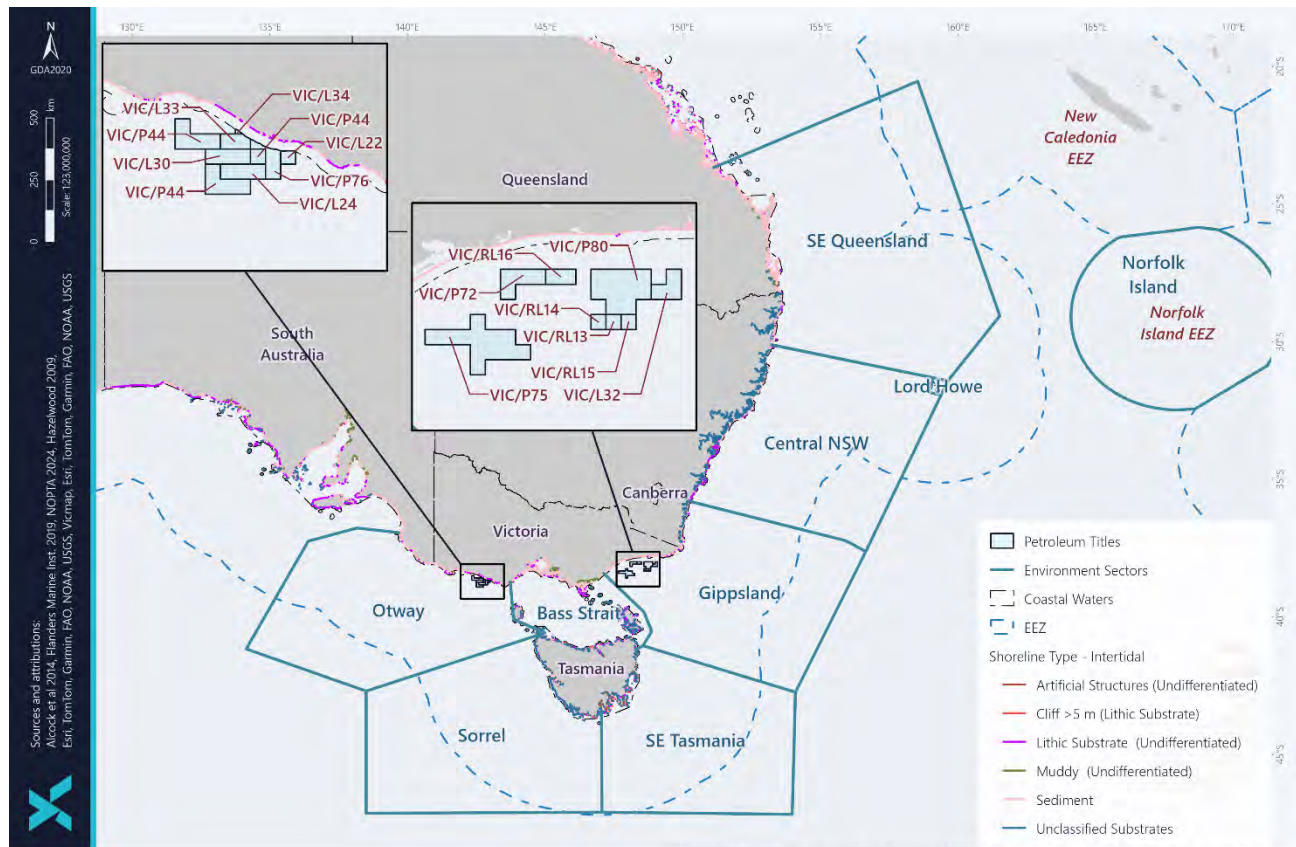 130°E
140°E
145°E
150°E
155°E
160°E
165°E
170°E
20°S
25°S
30°S
35°S
40°S
45°S
N
GDA2020
0 250 500 km
Scale: 1:23,000,000
Sources and attributions:
Alcock et al 2014, Flanders Marine Inst. 2019, NOPTA 2024, Hazelwood 2009,
Esri, TomTom, Garmin, FAO, NOAA, USGS, Vicmap, Esri, TomTom, Garmin, FAO, NOAA, USGS
VIC/L34
VIC/L33
VIC/P44
VIC/P44
VIC/L22
VIC/L30
VIC/P76
VIC/P44
VIC/L24
VIC/P80
VIC/RL16
VIC/P72
VIC/RL14
VIC/RL13
VIC/RL15
VIC/P75
VIC/L32
Queensland
South
Australia
Canberra
Victoria
Tasmania
New
Caledonia
EEZ
SE Queensland
Norfolk
Island
Norfolk
Island EEZ
Lord Howe
Central NSW
Gippsland
Otway
Bass Strait
Sorrel
SE Tasmania
Petroleum Titles
Environment Sectors
Coastal Waters
EEZ
Shoreline Type - Intertidal
Artificial Structures (Undifferentiated)
Cliff >5 m (Lithic Substrate)
Lithic Substrate (Undifferentiated)
Muddy (Undifferentiated)
Sediment
Unclassified Substrates